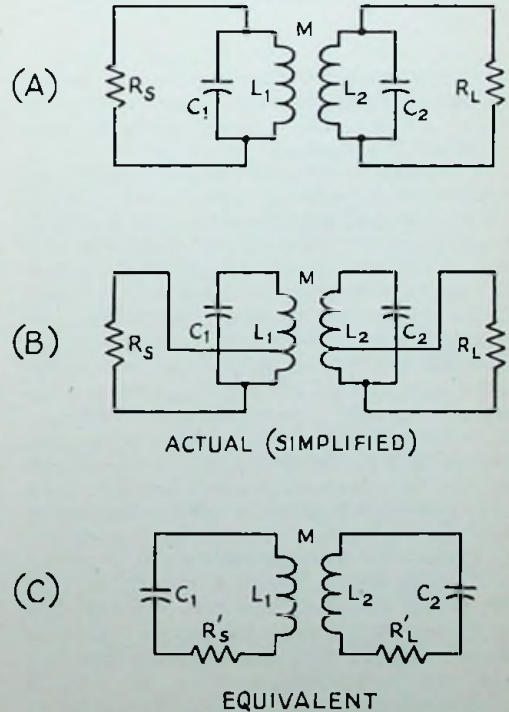 M
(A) R_S C_1 L_1 L_2 C_2 R_L
M
(B) R_S C_1 L_1 L_2 C_2 R_L
ACTUAL (SIMPLIFIED)
M
(C) C_1 L_1 L_2 C_2
R'_S R'_L
EQUIVALENT